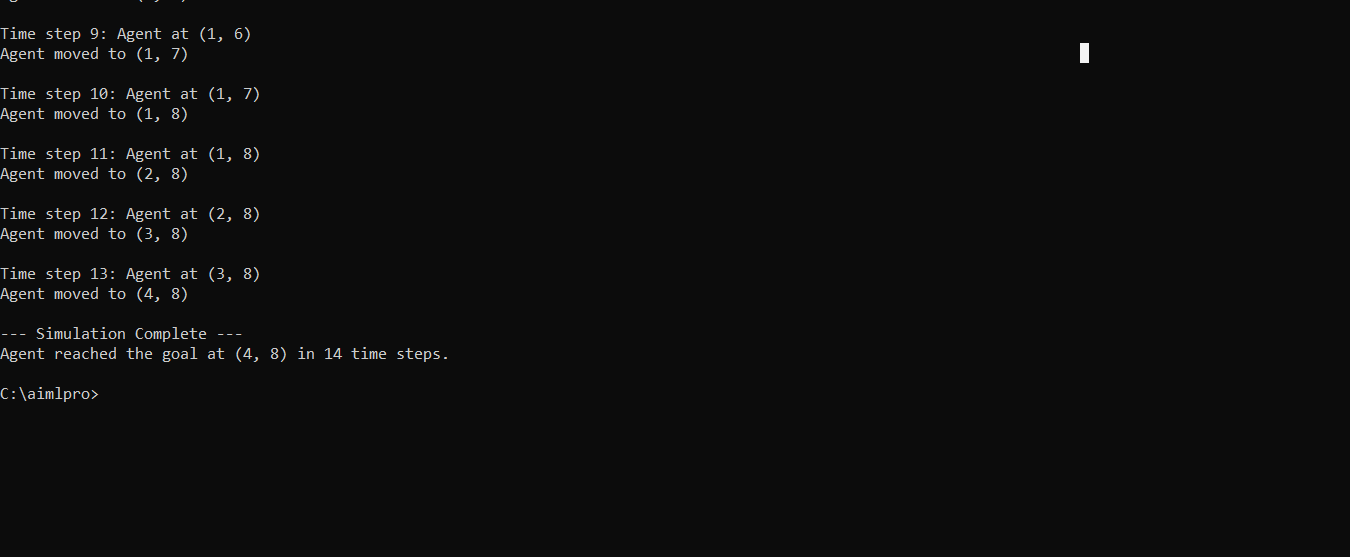 Time step 9: Agent at (1, 6)
Agent moved to (1, 7)
Time step 10: Agent at (1, 7)
Agent moved to (1, 8)
Time step 11: Agent at (1, 8)
Agent moved to (2, 8)
Time step 12: Agent at (2, 8)
Agent moved to (3, 8)
Time step 13: Agent at (3, 8)
Agent moved to (4, 8)
--- Simulation Complete ---
Agent reached the goal at (4, 8) in 14 time steps.
C:\aimlpro>